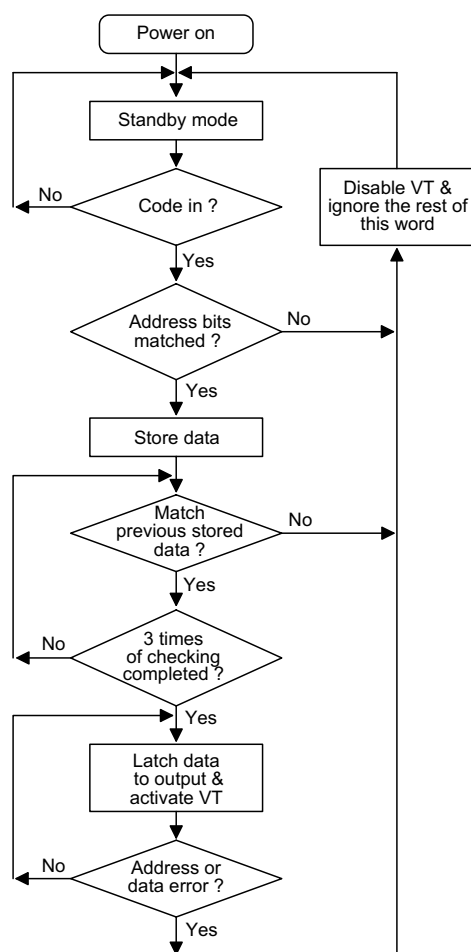 Power on
Standby mode
No
Code in ?
Disable VT &
ignore the rest of
this word
Yes
Address bits
matched ?
No
Yes
Store data
Match
previous stored
data ?
No
Yes
No
3 times
of checking
completed ?
Yes
Latch data
to output &
activate VT
No
Address or
data error ?
Yes